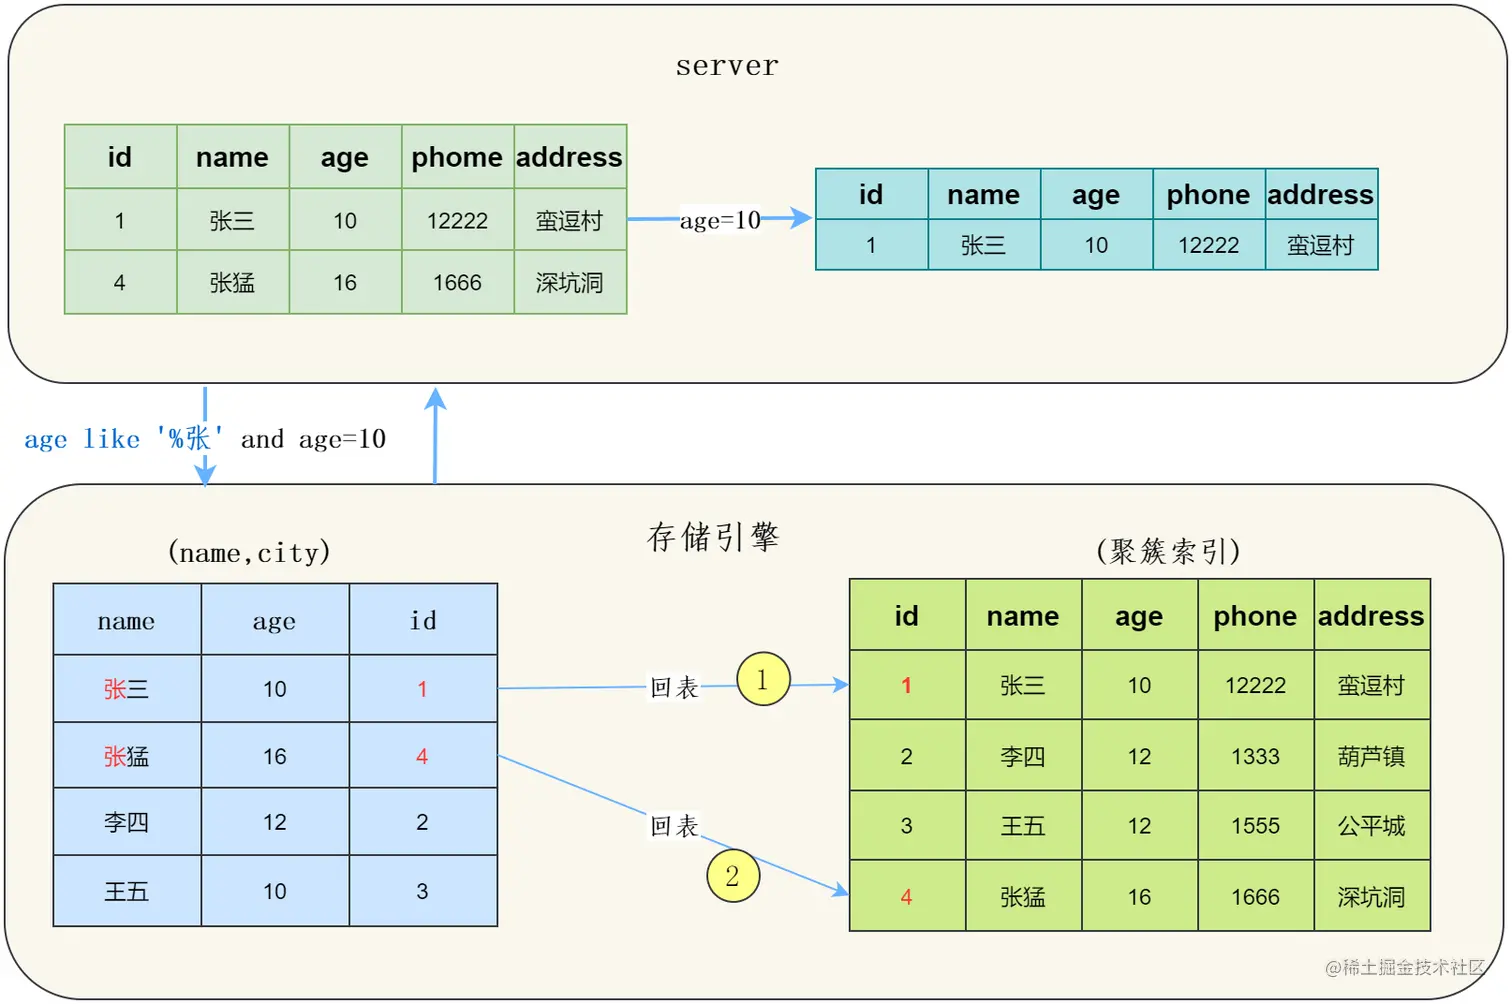 server
id name age phome address
1 张三 10 12222 蛮逗村
4 张猛 16 1666 深坑洞
age=10
id name age phone address
1 张三 10 12222 蛮逗村
age like '%张' and age=10
存储引擎
(name,city)
name age id
张三 10 1
张猛 16 4
李四 12 2
王五 10 3
回表 1
回表
2
(聚簇索引)
id name age phone address
1 张三 10 12222 蛮逗村
2 李四 12 1333 葫芦镇
3 王五 12 1555 公平城
4 张猛 16 1666 深坑洞
@稀土掘金技术社区